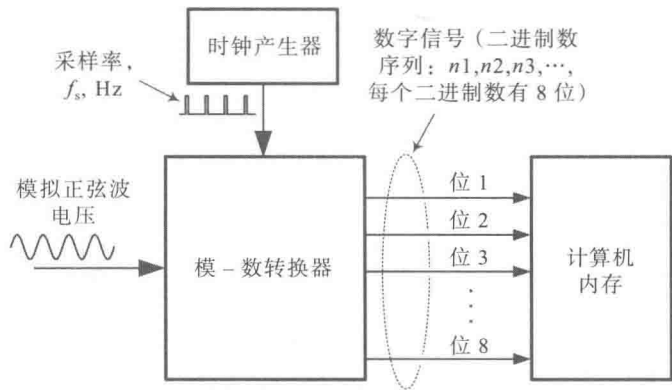 时钟产生器
采样率，
fs, Hz
数字信号（二进制数
序列：n1,n2,n3,…,
每个二进制数有 8 位）
模拟正弦波
电压
模－数转换器
位 1
位 2
位 3
位 8
计算机
内存